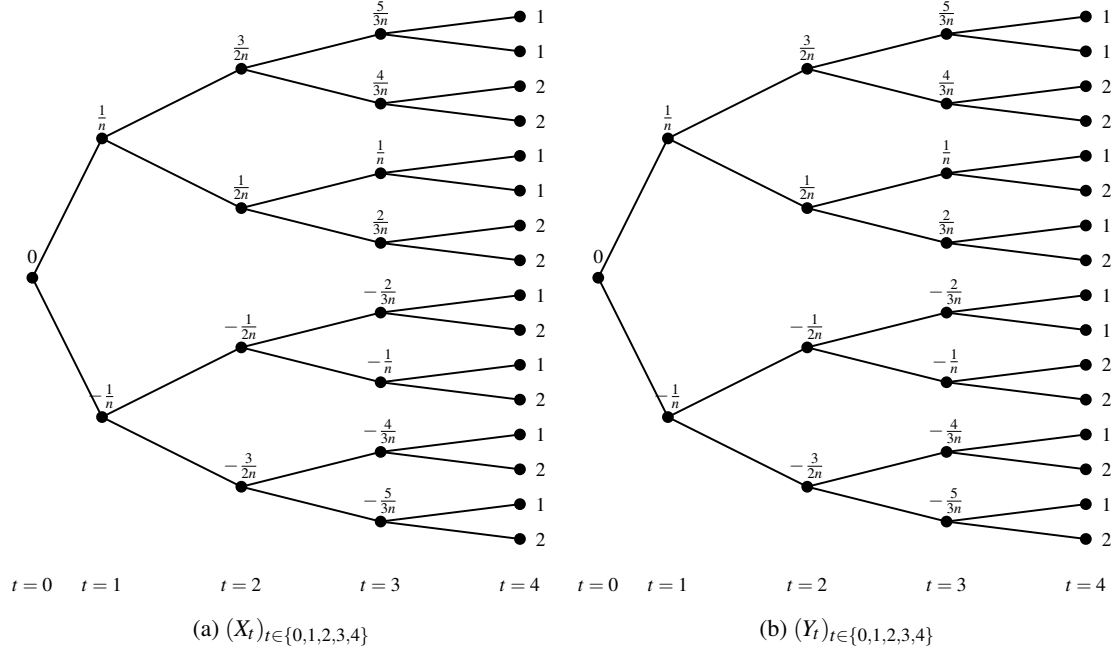 5/3n 1
1
3/2n
4/3n 2
2
1/n
1/n 1
1
1/2n
2/3n 2
2
0
−2/3n 1
2
−1/2n
−1/n 1
2
−1/n
−4/3n 1
2
−3/2n
−5/3n 1
2
t = 0 t = 1 t = 2 t = 3 t = 4
(a) (X_t)_{t∈{0,1,2,3,4}}
5/3n 1
1
3/2n
4/3n 2
2
1/n
1/n 1
2
1/2n
2/3n 1
2
0
−2/3n 1
1
−1/2n
−1/n 2
2
−1/n
−4/3n 1
2
−3/2n
−5/3n 1
2
t = 0 t = 1 t = 2 t = 3 t = 4
(b) (Y_t)_{t∈{0,1,2,3,4}}